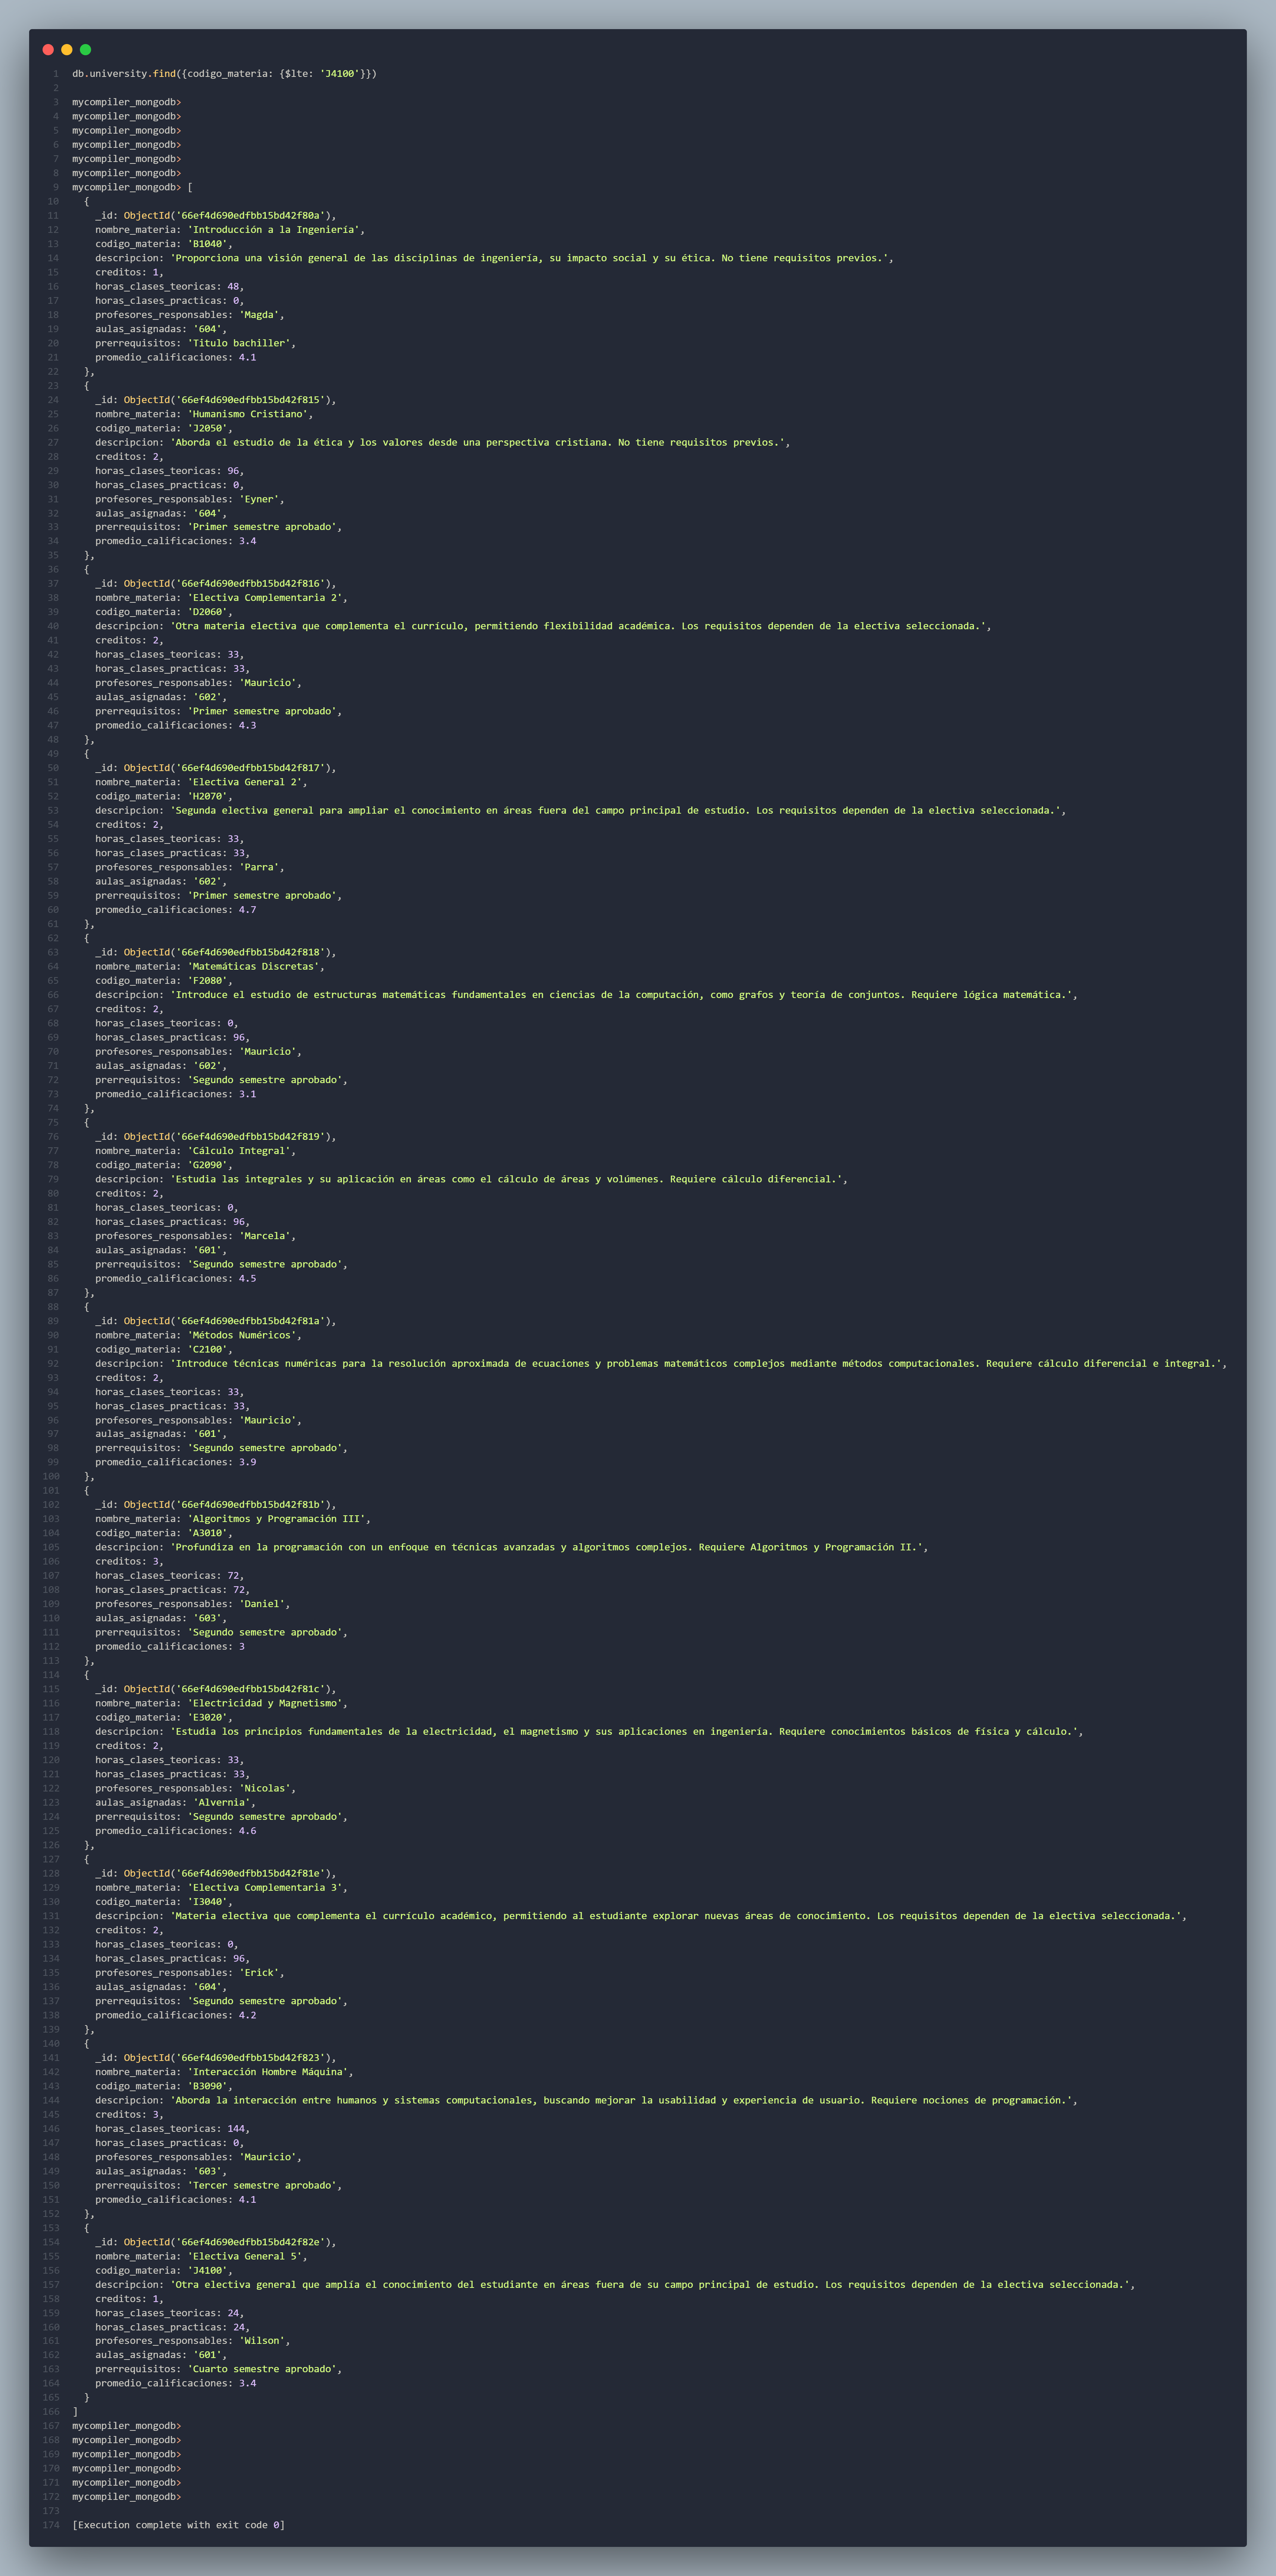 1 db.university.find({codigo_materia: {$lte: 'J4100'}})
2
3 mycompiler_mongodb>
4 mycompiler_mongodb>
5 mycompiler_mongodb>
6 mycompiler_mongodb>
7 mycompiler_mongodb>
8 mycompiler_mongodb>
9 mycompiler_mongodb> [
10 {
11 _id: ObjectId('66ef4d690edfbb15bd42f80a'),
12 nombre_materia: 'Introducción a la Ingeniería',
13 codigo_materia: 'B1040',
14 descripcion: 'Proporciona una visión general de las disciplinas de ingeniería, su impacto social y su ética. No tiene requisitos previos.',
15 creditos: 1,
16 horas_clases_teoricas: 48,
17 horas_clases_practicas: 0,
18 profesores_responsables: 'Magda',
19 aulas_asignadas: '604',
20 prerrequisitos: 'Titulo bachiller',
21 promedio_calificaciones: 4.1
22 },
23 {
24 _id: ObjectId('66ef4d690edfbb15bd42f815'),
25 nombre_materia: 'Humanismo Cristiano',
26 codigo_materia: 'J2050',
27 descripcion: 'Aborda el estudio de la ética y los valores desde una perspectiva cristiana. No tiene requisitos previos.',
28 creditos: 2,
29 horas_clases_teoricas: 96,
30 horas_clases_practicas: 0,
31 profesores_responsables: 'Eyner',
32 aulas_asignadas: '604',
33 prerrequisitos: 'Primer semestre aprobado',
34 promedio_calificaciones: 3.4
35 },
36 {
37 _id: ObjectId('66ef4d690edfbb15bd42f816'),
38 nombre_materia: 'Electiva Complementaria 2',
39 codigo_materia: 'D2060',
40 descripcion: 'Otra materia electiva que complementa el currículo, permitiendo flexibilidad académica. Los requisitos dependen de la electiva seleccionada.',
41 creditos: 2,
42 horas_clases_teoricas: 33,
43 horas_clases_practicas: 33,
44 profesores_responsables: 'Mauricio',
45 aulas_asignadas: '602',
46 prerrequisitos: 'Primer semestre aprobado',
47 promedio_calificaciones: 4.3
48 },
49 {
50 _id: ObjectId('66ef4d690edfbb15bd42f817'),
51 nombre_materia: 'Electiva General 2',
52 codigo_materia: 'H2070',
53 descripcion: 'Segunda electiva general para ampliar el conocimiento en áreas fuera del campo principal de estudio. Los requisitos dependen de la electiva seleccionada.',
54 creditos: 2,
55 horas_clases_teoricas: 33,
56 horas_clases_practicas: 33,
57 profesores_responsables: 'Parra',
58 aulas_asignadas: '602',
59 prerrequisitos: 'Primer semestre aprobado',
60 promedio_calificaciones: 4.7
61 },
62 {
63 _id: ObjectId('66ef4d690edfbb15bd42f818'),
64 nombre_materia: 'Matemáticas Discretas',
65 codigo_materia: 'F2080',
66 descripcion: 'Introduce el estudio de estructuras matemáticas fundamentales en ciencias de la computación, como grafos y teoría de conjuntos. Requiere lógica matemática.',
67 creditos: 2,
68 horas_clases_teoricas: 0,
69 horas_clases_practicas: 96,
70 profesores_responsables: 'Mauricio',
71 aulas_asignadas: '602',
72 prerrequisitos: 'Segundo semestre aprobado',
73 promedio_calificaciones: 3.1
74 },
75 {
76 _id: ObjectId('66ef4d690edfbb15bd42f819'),
77 nombre_materia: 'Cálculo Integral',
78 codigo_materia: 'G2090',
79 descripcion: 'Estudia las integrales y su aplicación en áreas como el cálculo de áreas y volúmenes. Requiere cálculo diferencial.',
80 creditos: 2,
81 horas_clases_teoricas: 0,
82 horas_clases_practicas: 96,
83 profesores_responsables: 'Marcela',
84 aulas_asignadas: '601',
85 prerrequisitos: 'Segundo semestre aprobado',
86 promedio_calificaciones: 4.5
87 },
88 {
89 _id: ObjectId('66ef4d690edfbb15bd42f81a'),
90 nombre_materia: 'Métodos Numéricos',
91 codigo_materia: 'C2100',
92 descripcion: 'Introduce técnicas numéricas para la resolución aproximada de ecuaciones y problemas matemáticos complejos mediante métodos computacionales. Requiere cálculo diferencial e integral.',
93 creditos: 2,
94 horas_clases_teoricas: 33,
95 horas_clases_practicas: 33,
96 profesores_responsables: 'Mauricio',
97 aulas_asignadas: '601',
98 prerrequisitos: 'Segundo semestre aprobado',
99 promedio_calificaciones: 3.9
100 },
101 {
102 _id: ObjectId('66ef4d690edfbb15bd42f81b'),
103 nombre_materia: 'Algoritmos y Programación III',
104 codigo_materia: 'A3010',
105 descripcion: 'Profundiza en la programación con un enfoque en técnicas avanzadas y algoritmos complejos. Requiere Algoritmos y Programación II.',
106 creditos: 3,
107 horas_clases_teoricas: 72,
108 horas_clases_practicas: 72,
109 profesores_responsables: 'Daniel',
110 aulas_asignadas: '603',
111 prerrequisitos: 'Segundo semestre aprobado',
112 promedio_calificaciones: 3
113 },
114 {
115 _id: ObjectId('66ef4d690edfbb15bd42f81c'),
116 nombre_materia: 'Electricidad y Magnetismo',
117 codigo_materia: 'E3020',
118 descripcion: 'Estudia los principios fundamentales de la electricidad, el magnetismo y sus aplicaciones en ingeniería. Requiere conocimientos básicos de física y cálculo.',
119 creditos: 2,
120 horas_clases_teoricas: 33,
121 horas_clases_practicas: 33,
122 profesores_responsables: 'Nicolas',
123 aulas_asignadas: 'Alvernia',
124 prerrequisitos: 'Segundo semestre aprobado',
125 promedio_calificaciones: 4.6
126 },
127 {
128 _id: ObjectId('66ef4d690edfbb15bd42f81e'),
129 nombre_materia: 'Electiva Complementaria 3',
130 codigo_materia: 'I3040',
131 descripcion: 'Materia electiva que complementa el currículo académico, permitiendo al estudiante explorar nuevas áreas de conocimiento. Los requisitos dependen de la electiva seleccionada.',
132 creditos: 2,
133 horas_clases_teoricas: 0,
134 horas_clases_practicas: 96,
135 profesores_responsables: 'Erick',
136 aulas_asignadas: '604',
137 prerrequisitos: 'Segundo semestre aprobado',
138 promedio_calificaciones: 4.2
139 },
140 {
141 _id: ObjectId('66ef4d690edfbb15bd42f823'),
142 nombre_materia: 'Interacción Hombre Máquina',
143 codigo_materia: 'B3090',
144 descripcion: 'Aborda la interacción entre humanos y sistemas computacionales, buscando mejorar la usabilidad y experiencia de usuario. Requiere nociones de programación.',
145 creditos: 3,
146 horas_clases_teoricas: 144,
147 horas_clases_practicas: 0,
148 profesores_responsables: 'Mauricio',
149 aulas_asignadas: '603',
150 prerrequisitos: 'Tercer semestre aprobado',
151 promedio_calificaciones: 4.1
152 },
153 {
154 _id: ObjectId('66ef4d690edfbb15bd42f82e'),
155 nombre_materia: 'Electiva General 5',
156 codigo_materia: 'J4100',
157 descripcion: 'Otra electiva general que amplía el conocimiento del estudiante en áreas fuera de su campo principal de estudio. Los requisitos dependen de la electiva seleccionada.',
158 creditos: 1,
159 horas_clases_teoricas: 24,
160 horas_clases_practicas: 24,
161 profesores_responsables: 'Wilson',
162 aulas_asignadas: '601',
163 prerrequisitos: 'Cuarto semestre aprobado',
164 promedio_calificaciones: 3.4
165 }
166 ]
167 mycompiler_mongodb>
168 mycompiler_mongodb>
169 mycompiler_mongodb>
170 mycompiler_mongodb>
171 mycompiler_mongodb>
172 mycompiler_mongodb>
173
174 [Execution complete with exit code 0]